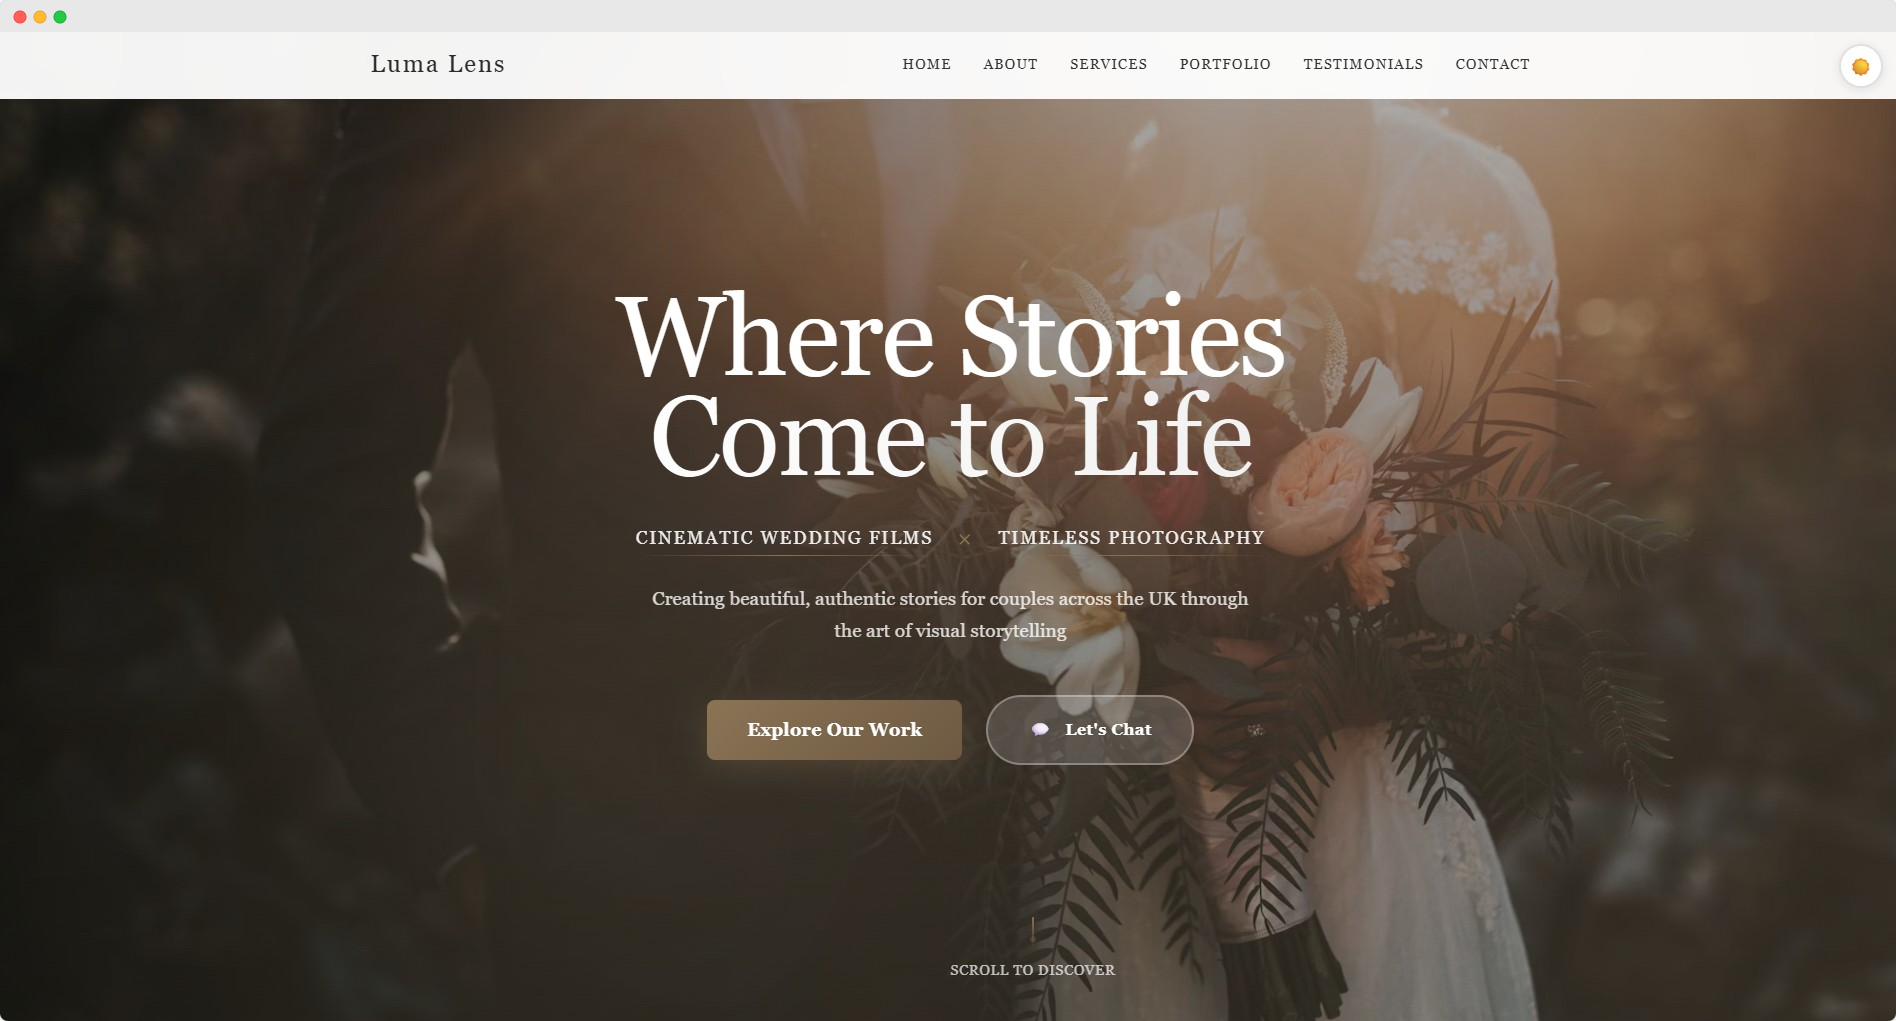 Luma Lens
HOME ABOUT SERVICES PORTFOLIO TESTIMONIALS CONTACT
Where Stories
Come to Life
CINEMATIC WEDDING FILMS × TIMELESS PHOTOGRAPHY
Creating beautiful, authentic stories for couples across the UK through
the art of visual storytelling
Explore Our Work
Let's Chat
SCROLL TO DISCOVER